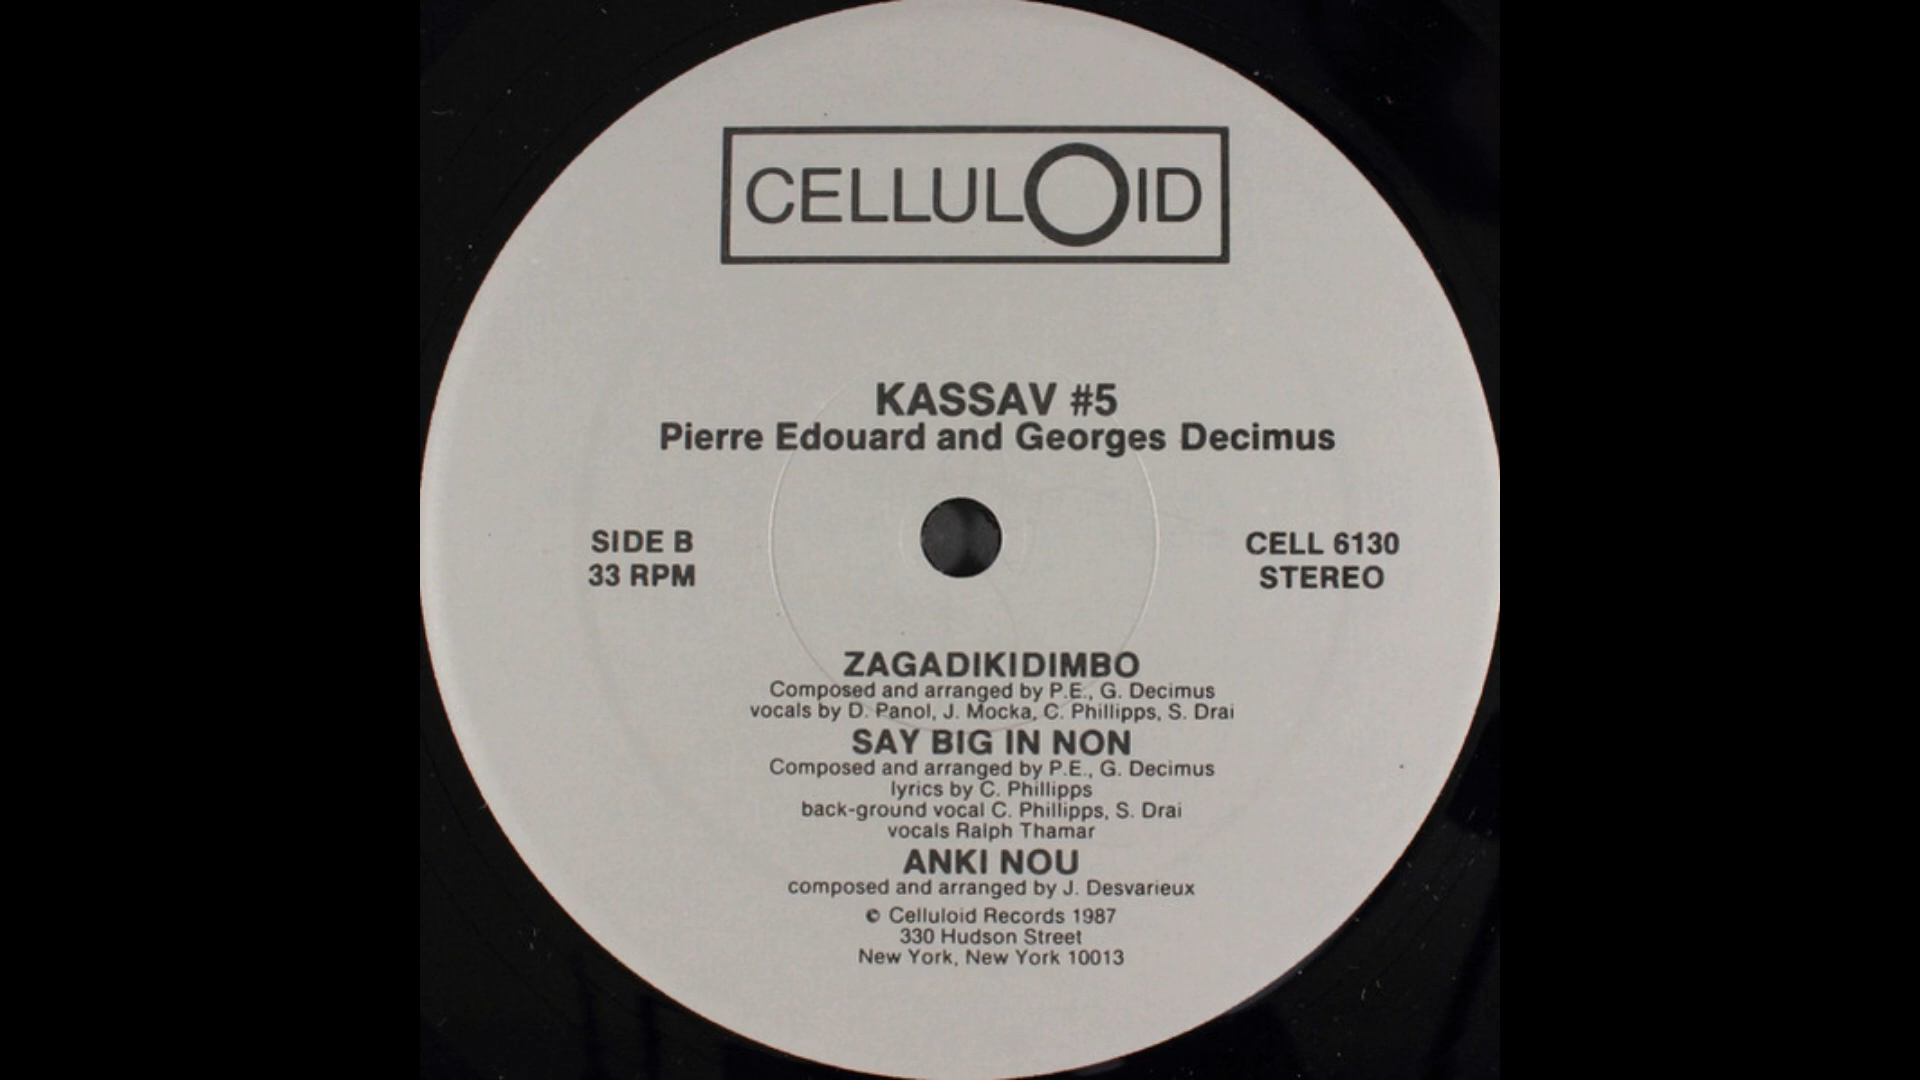 CELLULOID
KASSAV #5
Pierre Edouard and Georges Decimus
SIDE B
33 RPM
CELL 6130
STEREO
ZAGADIKIDIMBO
Composed and arranged by P.E., G. Decimus
vocals by D. Panol, J. Mocka, C. Phillipps, S. Drai
SAY BIG IN NON
Composed and arranged by P.E., G. Decimus
lyrics by C. Phillipps
back-ground vocal C. Phillipps, S. Drai
vocals Ralph Thamar
ANKI NOU
composed and arranged by J. Desvarieux
© Celluloid Records 1987
330 Hudson Street
New York, New York 10013